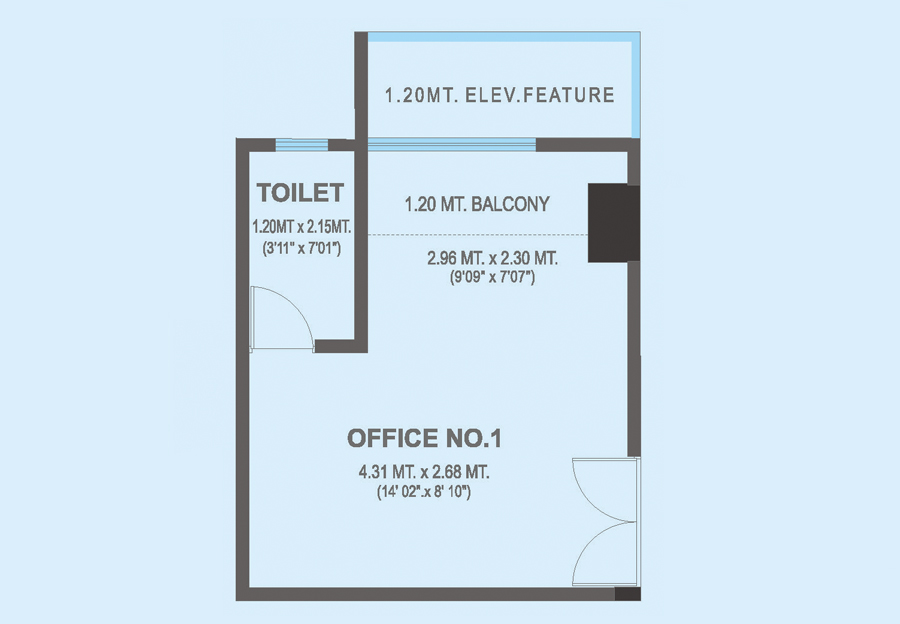 1.20MT. ELEV.FEATURE
TOILET
1.20MT x 2.15MT.
(3'11" x 7'01")
1.20 MT. BALCONY
2.96 MT. x 2.30 MT.
(9'09" x 7'07")
OFFICE NO.1
4.31 MT. x 2.68 MT.
(14' 02".x 8' 10")